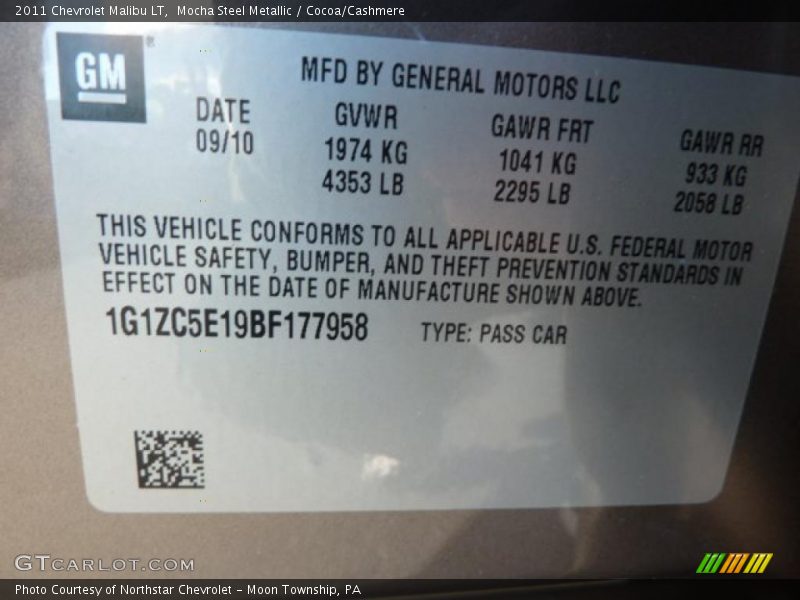 2011 Chevrolet Malibu LT, Mocha Steel Metallic / Cocoa/Cashmere
GM
MFD BY GENERAL MOTORS LLC
DATE GVWR GAWR FRT GAWR RR
09/10 1974 KG 1041 KG 933 KG
4353 LB 2295 LB 2058 LB
THIS VEHICLE CONFORMS TO ALL APPLICABLE U.S. FEDERAL MOTOR
VEHICLE SAFETY, BUMPER, AND THEFT PREVENTION STANDARDS IN
EFFECT ON THE DATE OF MANUFACTURE SHOWN ABOVE.
1G1ZC5E19BF177958 TYPE: PASS CAR
GTCARLOT.COM
Photo Courtesy of Northstar Chevrolet - Moon Township, PA